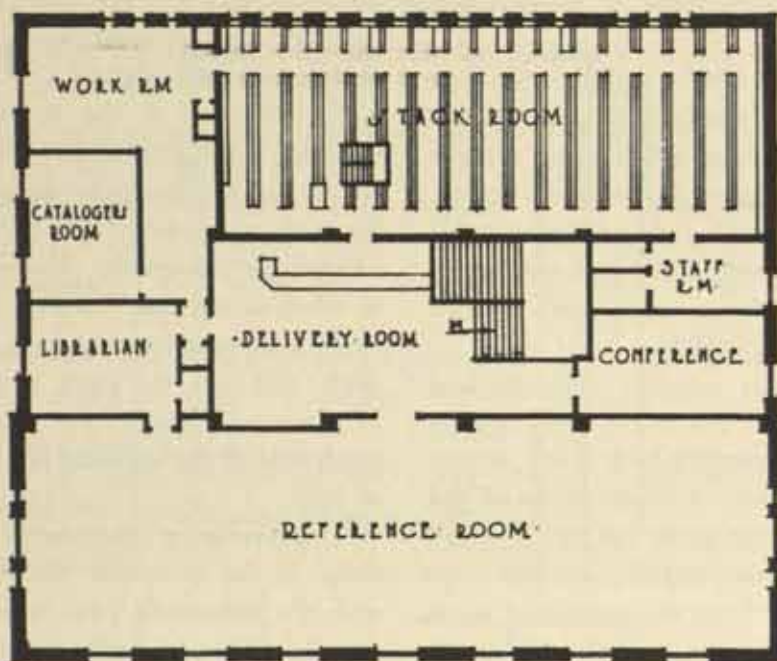 WORK RM
STACK ROOM
CATALOGERS
ROOM
STAFF
RM.
LIBRARIAN
·DELIVERY·ROOM
CONFERENCE
·REFERENCE·ROOM·